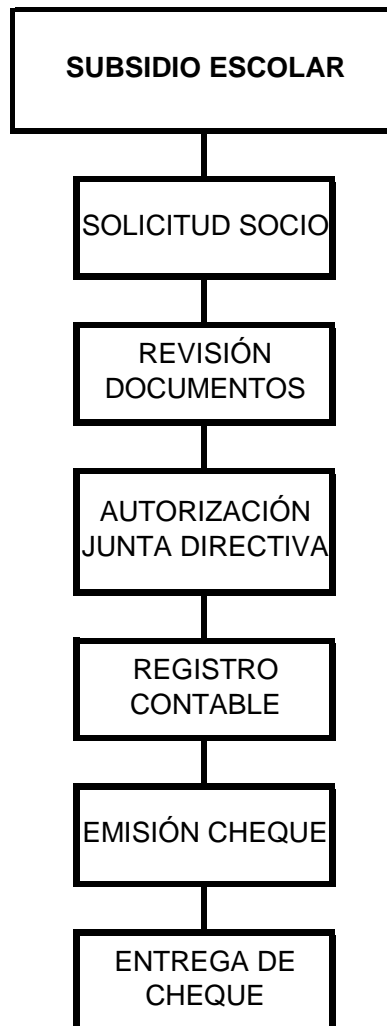 SUBSIDIO ESCOLAR
SOLICITUD SOCIO
REVISIÓN
DOCUMENTOS
AUTORIZACIÓN
JUNTA DIRECTIVA
REGISTRO
CONTABLE
EMISIÓN CHEQUE
ENTREGA DE
CHEQUE